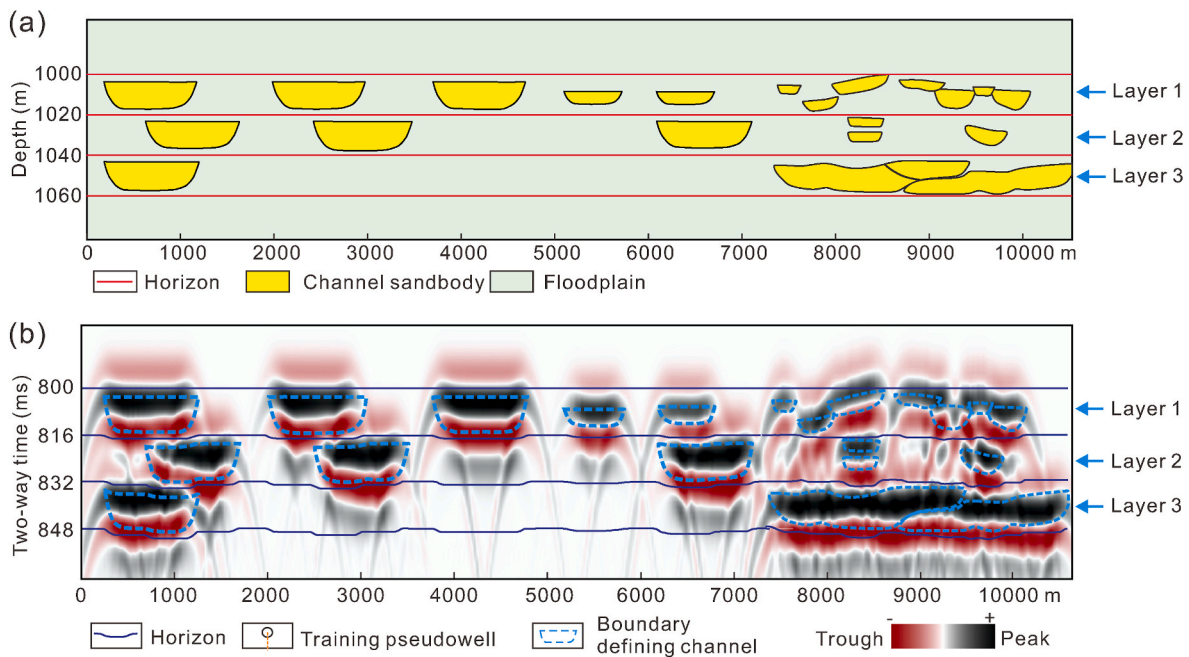 (a)
Depth (m)
1000
1020
1040
1060
Layer 1
Layer 2
Layer 3
0 1000 2000 3000 4000 5000 6000 7000 8000 9000 10000 m
Horizon Channel sandbody Floodplain
(b)
Two-way time (ms)
800
816
832
848
Layer 1
Layer 2
Layer 3
0 1000 2000 3000 4000 5000 6000 7000 8000 9000 10000 m
Horizon Training pseudowell Boundary
defining channel
- +
Trough Peak